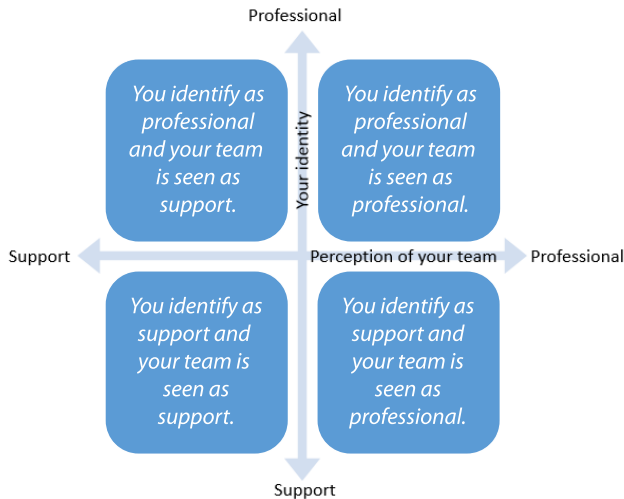 Professional
You identify as
professional
and your team
is seen as
support.
Your identity
You identify as
professional
and your team
is seen as
professional.
Support
Perception of your team
Professional
You identify as
support and
your team is
seen as
support.
You identify as
support and
your team is
seen as
professional.
Support